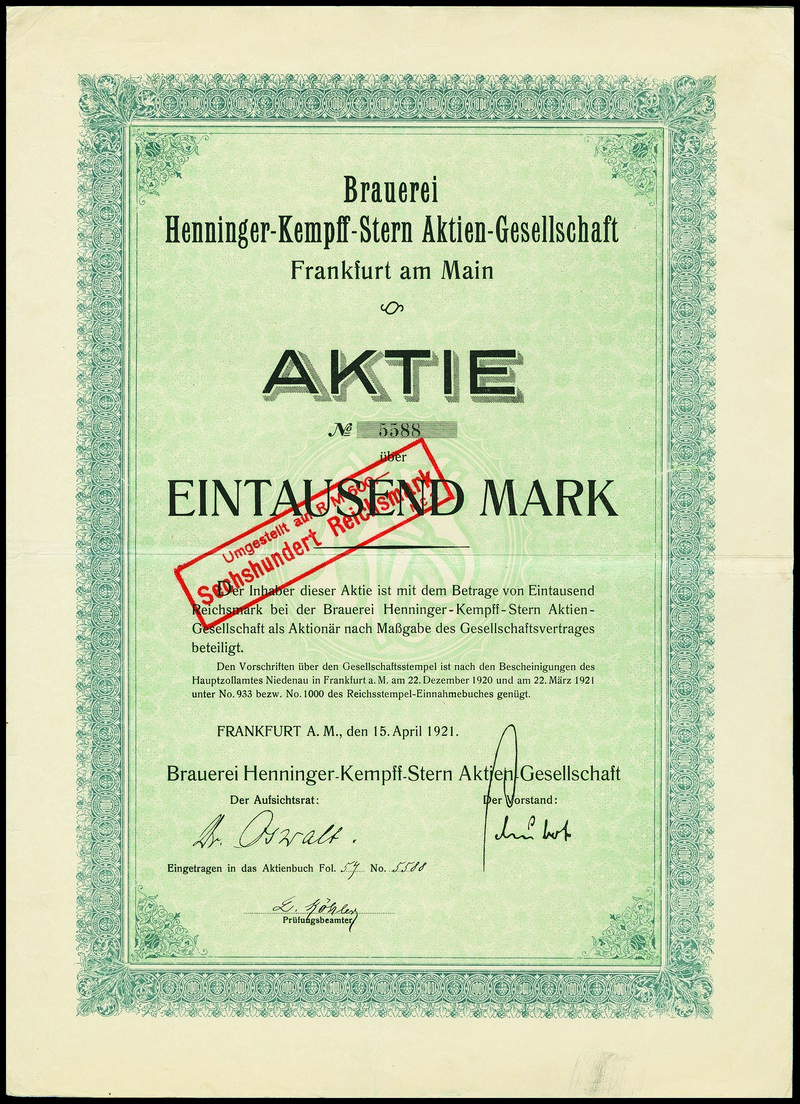 Brauerei
Henninger-Kempff-Stern Aktien-Gesellschaft
Frankfurt am Main
AKTIE
No 5588
über
EINTAUSEND MARK
Umgestellt auf R.M. 600.—
Sechshundert Reichsmark
Der Inhaber dieser Aktie ist mit dem Betrage von Eintausend
Reichsmark bei der Brauerei Henninger-Kempff-Stern Aktien-
Gesellschaft als Aktionär nach Maßgabe des Gesellschaftsvertrages
beteiligt.
Den Vorschriften über den Gesellschaftsstempel ist nach den Bescheinigungen des
Hauptzollamtes Niedenau in Frankfurt a. M. am 22. Dezember 1920 und am 22. März 1921
unter No. 933 bezw. No. 1000 des Reichsstempel-Einnahmebuches genügt.
FRANKFURT A. M., den 15. April 1921.
Brauerei Henninger-Kempff-Stern Aktien-Gesellschaft
Der Aufsichtsrat: Der Vorstand:
Dr. Oswalt.
Eingetragen in das Aktienbuch Fol. 57 No. 5588
L. Köhler
Prüfungsbeamter